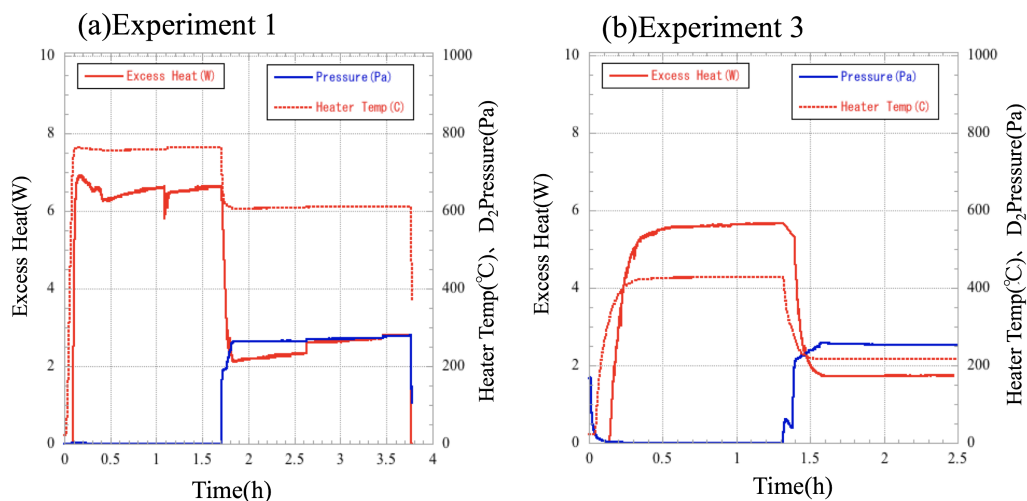 (a)Experiment 1
10
8
6
4
2
0
Excess Heat(W)
Excess Heat(W)
Pressure(Pa)
Heater Temp(C)
1000
800
600
400
200
0
Heater Temp(℃)、D₂Pressure(Pa)
0 0.5 1 1.5 2 2.5 3 3.5 4
Time(h)
(b)Experiment 3
10
8
6
4
2
0
Excess Heat(W)
Excess Heat(W)
Pressure(Pa)
Heater Temp(C)
1000
800
600
400
200
0
Heater Temp(℃)、D₂Pressure(Pa)
0 0.5 1 1.5 2 2.5
Time(h)